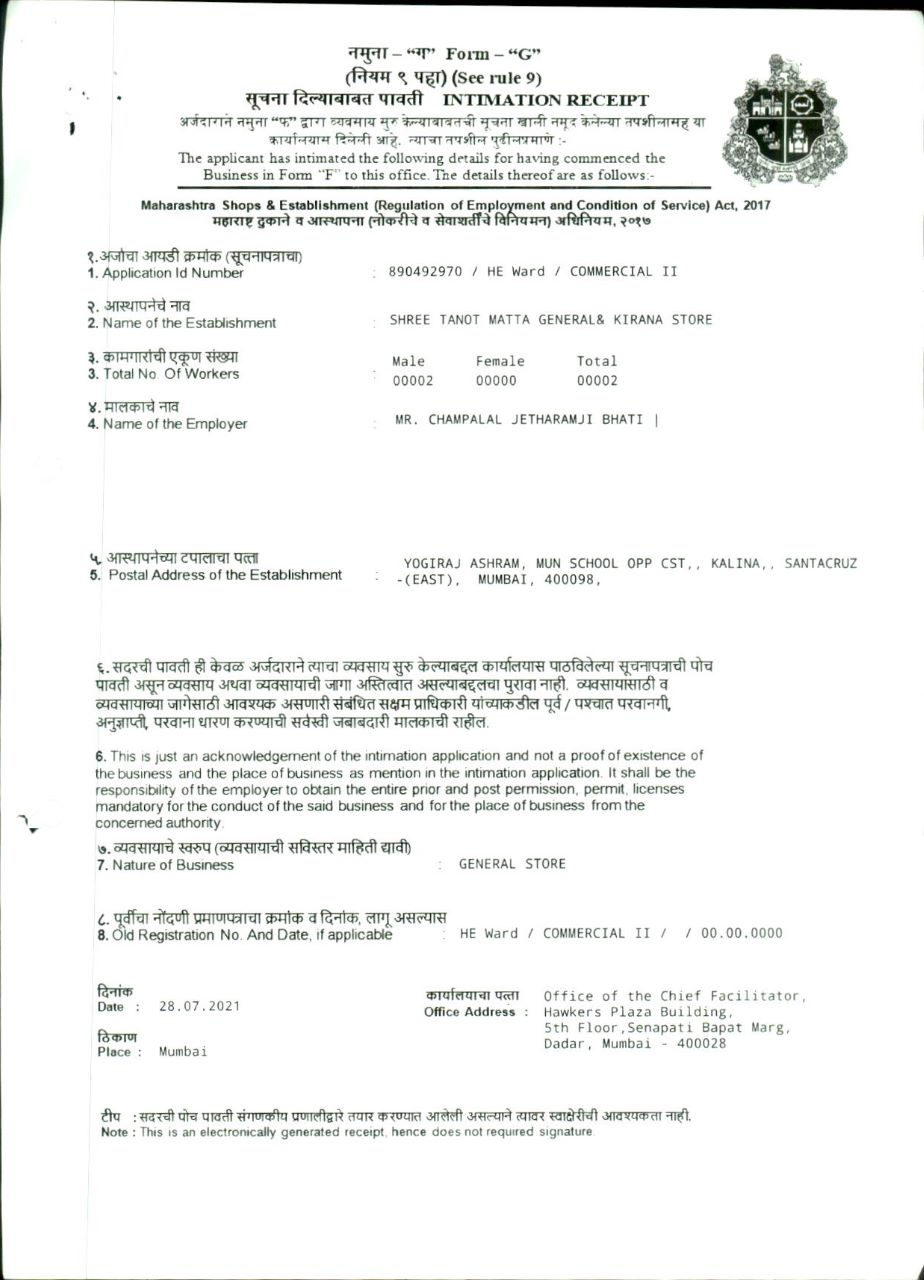 नमुना – “ग” Form – “G”
(नियम ९ पहा) (See rule 9)
सूचना दिल्याबाबत पावती INTIMATION RECEIPT
अर्जदाराने नमुना “फ” द्वारा व्यवसाय सुरु केल्याबाबतची सूचना खाली नमूद केलेल्या तपशीलासह या
कार्यालयास दिलेली आहे. त्याचा तपशील पुढीलप्रमाणे :-
The applicant has intimated the following details for having commenced the
Business in Form “F” to this office. The details thereof are as follows:-
Maharashtra Shops & Establishment (Regulation of Employment and Condition of Service) Act, 2017
महाराष्ट्र दुकाने व आस्थापना (नोकरीचे व सेवाशर्तींचे विनियमन) अधिनियम, २०१७
१.अर्जाचा आयडी क्रमांक (सूचनापत्राचा)
1. Application Id Number : 890492970 / HE Ward / COMMERCIAL II
२. आस्थापनेचे नाव
2. Name of the Establishment : SHREE TANOT MATTA GENERAL& KIRANA STORE
३. कामगारांची एकूण संख्या Male Female Total
3. Total No. Of Workers : 00002 00000 00002
४. मालकाचे नाव
4. Name of the Employer : MR. CHAMPALAL JETHARAMJI BHATI |
५. आस्थापनेच्या टपालाचा पत्ता YOGIRAJ ASHRAM, MUN SCHOOL OPP CST,, KALINA,, SANTACRUZ
5. Postal Address of the Establishment : -(EAST), MUMBAI, 400098,
६. सदरची पावती ही केवळ अर्जदाराने त्याचा व्यवसाय सुरु केल्याबद्दल कार्यालयास पाठविलेल्या सूचनापत्राची पोच
पावती असून व्यवसाय अथवा व्यवसायाची जागा अस्तित्वात असल्याबद्दलचा पुरावा नाही. व्यवसायासाठी व
व्यवसायाच्या जागेसाठी आवश्यक असणारी संबंधित सक्षम प्राधिकारी यांच्याकडील पूर्व / पश्चात परवानगी,
अनुज्ञाप्ती, परवाना धारण करण्याची सर्वस्वी जबाबदारी मालकाची राहील.
6. This is just an acknowledgement of the intimation application and not a proof of existence of
the business and the place of business as mention in the intimation application. It shall be the
responsibility of the employer to obtain the entire prior and post permission, permit, licenses
mandatory for the conduct of the said business and for the place of business from the
concerned authority.
७. व्यवसायाचे स्वरुप (व्यवसायाची सविस्तर माहिती द्यावी)
7. Nature of Business : GENERAL STORE
८. पूर्वीचा नोंदणी प्रमाणपत्राचा क्रमांक व दिनांक, लागू असल्यास
8. Old Registration No. And Date, if applicable : HE Ward / COMMERCIAL II / / 00.00.0000
दिनांक
Date : 28.07.2021
ठिकाण
Place : Mumbai
कार्यालयाचा पत्ता Office of the Chief Facilitator,
Office Address : Hawkers Plaza Building,
5th Floor,Senapati Bapat Marg,
Dadar, Mumbai - 400028
टीप : सदरची पोच पावती संगणकीय प्रणालीद्वारे तयार करण्यात आलेली असल्याने त्यावर स्वाक्षेरीची आवश्यकता नाही.
Note : This is an electronically generated receipt, hence does not required signature.